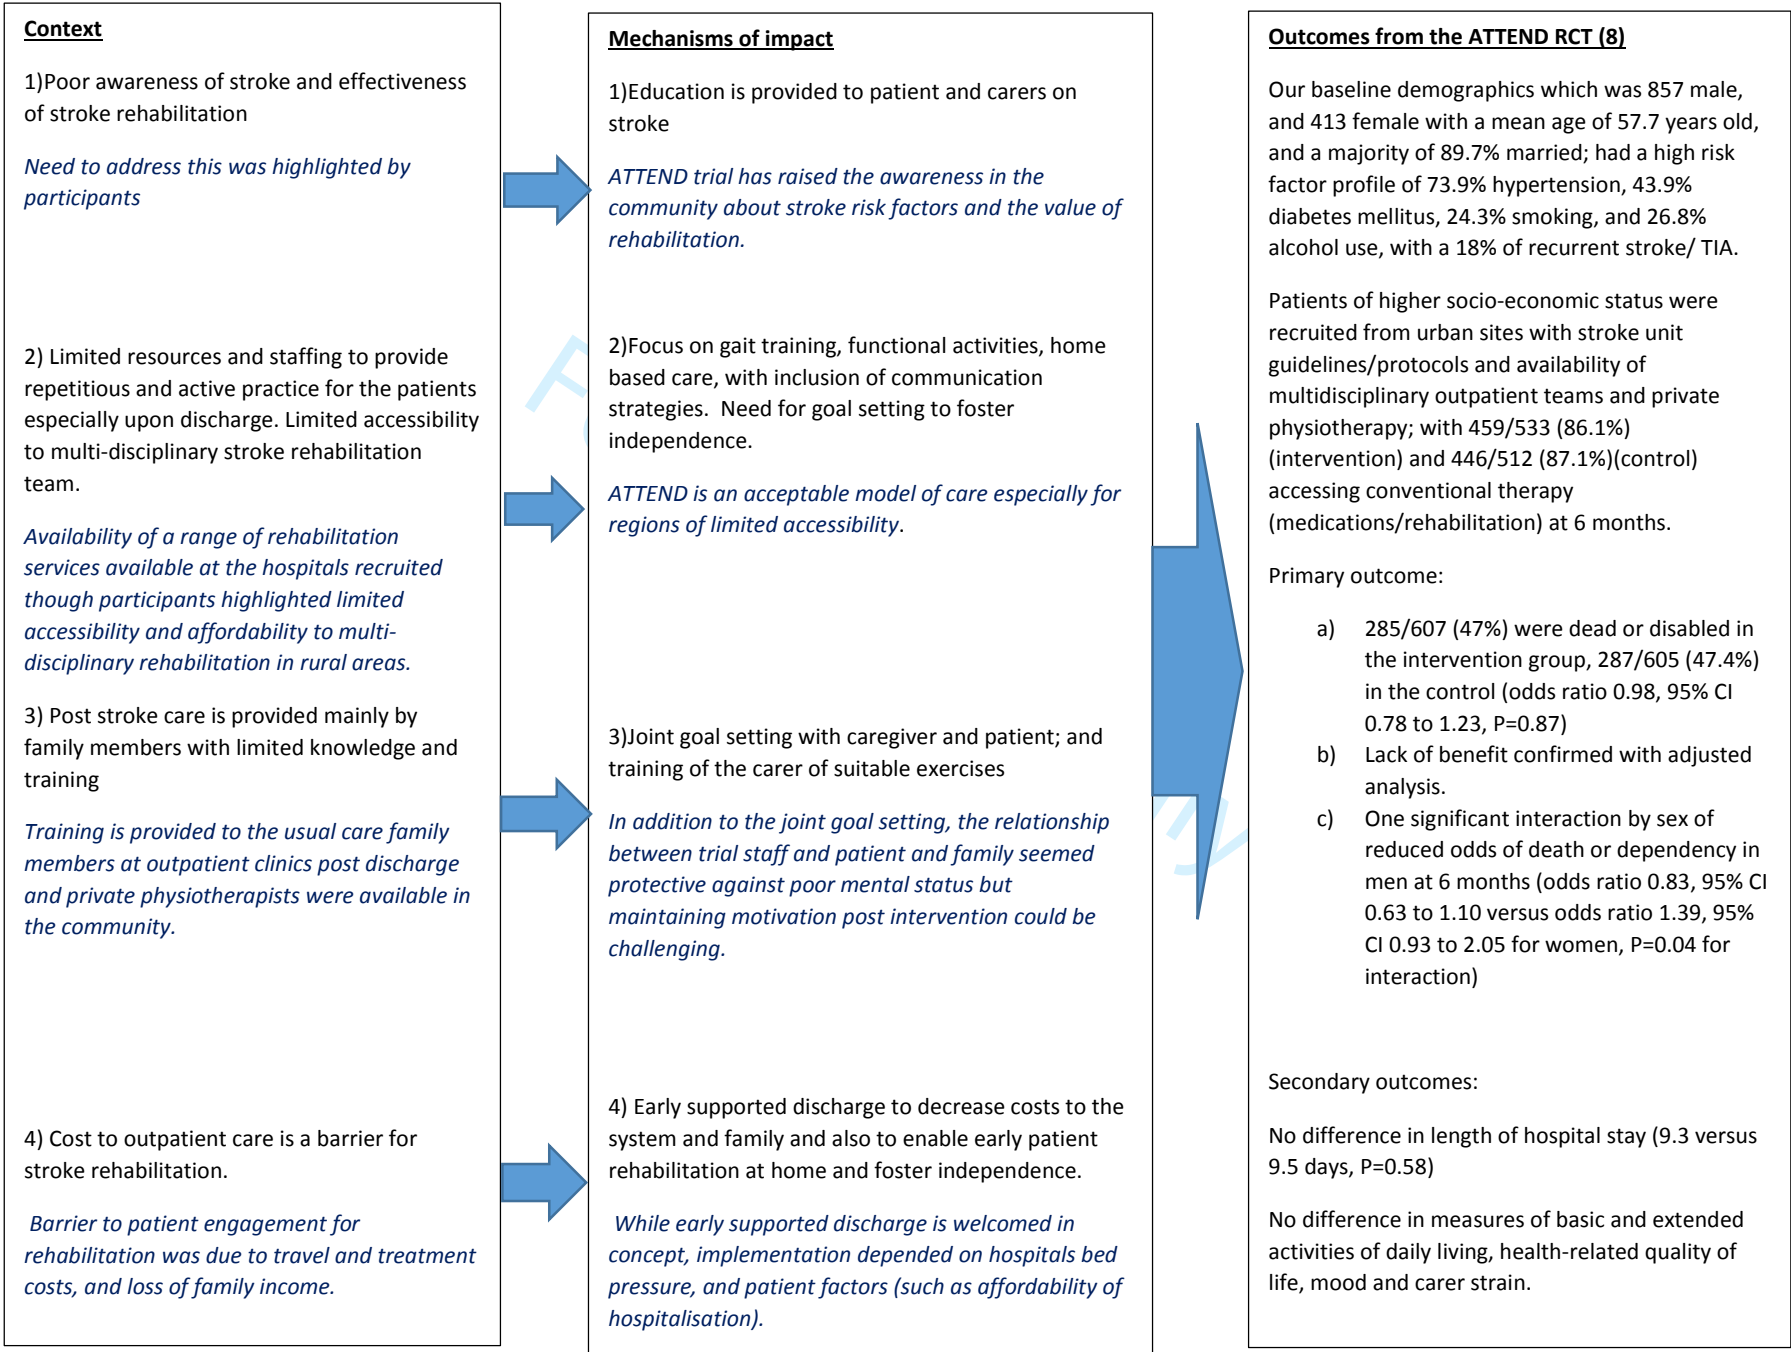 Context
1)Poor awareness of stroke and effectiveness
of stroke rehabilitation
Need to address this was highlighted by
participants
2) Limited resources and staffing to provide
repetitious and active practice for the patients
especially upon discharge. Limited accessibility
to multi-disciplinary stroke rehabilitation
team.
Availability of a range of rehabilitation
services available at the hospitals recruited
though participants highlighted limited
accessibility and affordability to multi-
disciplinary rehabilitation in rural areas.
3) Post stroke care is provided mainly by
family members with limited knowledge and
training
Training is provided to the usual care family
members at outpatient clinics post discharge
and private physiotherapists were available in
the community.
4) Cost to outpatient care is a barrier for
stroke rehabilitation.
Barrier to patient engagement for
rehabilitation was due to travel and treatment
costs, and loss of family income.
Mechanisms of impact
1)Education is provided to patient and carers on
stroke
ATTEND trial has raised the awareness in the
community about stroke risk factors and the value of
rehabilitation.
2)Focus on gait training, functional activities, home
based care, with inclusion of communication
strategies.  Need for goal setting to foster
independence.
ATTEND is an acceptable model of care especially for
regions of limited accessibility.
3)Joint goal setting with caregiver and patient; and
training of the carer of suitable exercises
In addition to the joint goal setting, the relationship
between trial staff and patient and family seemed
protective against poor mental status but
maintaining motivation post intervention could be
challenging.
4) Early supported discharge to decrease costs to the
system and family and also to enable early patient
rehabilitation at home and foster independence.
While early supported discharge is welcomed in
concept, implementation depended on hospitals bed
pressure, and patient factors (such as affordability of
hospitalisation).
Outcomes from the ATTEND RCT (8)
Our baseline demographics which was 857 male,
and 413 female with a mean age of 57.7 years old,
and a majority of 89.7% married; had a high risk
factor profile of 73.9% hypertension, 43.9%
diabetes mellitus, 24.3% smoking, and 26.8%
alcohol use, with a 18% of recurrent stroke/ TIA.
Patients of higher socio-economic status were
recruited from urban sites with stroke unit
guidelines/protocols and availability of
multidisciplinary outpatient teams and private
physiotherapy; with 459/533 (86.1%)
(intervention) and 446/512 (87.1%)(control)
accessing conventional therapy
(medications/rehabilitation) at 6 months.
Primary outcome:
a) 285/607 (47%) were dead or disabled in
the intervention group, 287/605 (47.4%)
in the control (odds ratio 0.98, 95% CI
0.78 to 1.23, P=0.87)
b) Lack of benefit confirmed with adjusted
analysis.
c) One significant interaction by sex of
reduced odds of death or dependency in
men at 6 months (odds ratio 0.83, 95% CI
0.63 to 1.10 versus odds ratio 1.39, 95%
CI 0.93 to 2.05 for women, P=0.04 for
interaction)
Secondary outcomes:
No difference in length of hospital stay (9.3 versus
9.5 days, P=0.58)
No difference in measures of basic and extended
activities of daily living, health-related quality of
life, mood and carer strain.